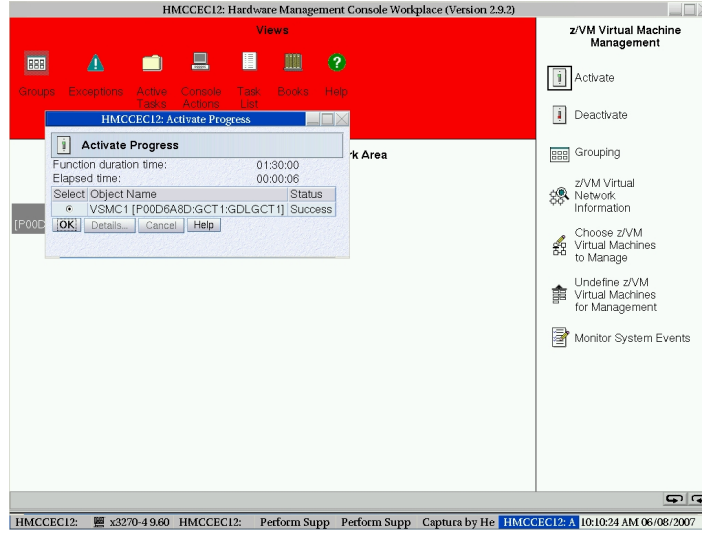 HMCCEC12: Hardware Management Console Workplace (Version 2.9.2)
Views
Groups
Exceptions
Active
Tasks
Console
Actions
Task
List
Books
Help
HMCCEC12: Activate Progress
Activate Progress
Function duration time: 01:30:00
Elapsed time: 00:00:06
Select Object Name Status
VSMC1 [P00D6A8D:GCT1:GDLGCT1] Success
OK Details... Cancel Help
rk Area
[P00D
z/VM Virtual Machine
Management
Activate
Deactivate
Grouping
z/VM Virtual
Network
Information
Choose z/VM
Virtual Machines
to Manage
Undefine z/VM
Virtual Machines
for Management
Monitor System Events
HMCCEC12: x3270-4 9.60 HMCCEC12: Perform Supp Perform Supp Captura by He HMCCEC12: A 10:10:24 AM 06/08/2007